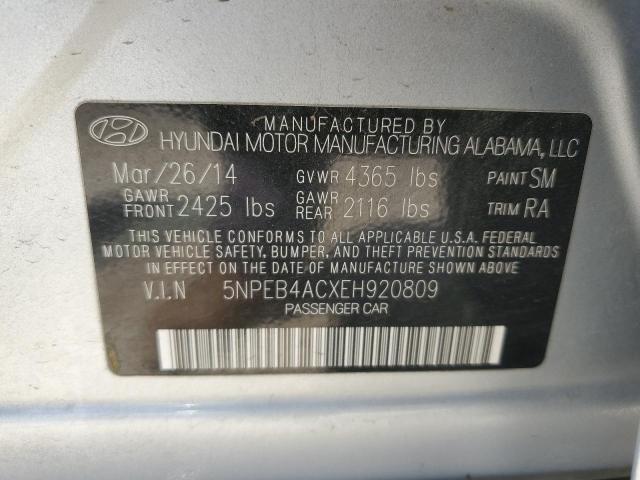 MANUFACTURED BY
HYUNDAI MOTOR MANUFACTURING ALABAMA, LLC
Mar/26/14 GVWR 4365 lbs PAINT SM
GAWR FRONT 2425 lbs GAWR REAR 2116 lbs TRIM RA
THIS VEHICLE CONFORMS TO ALL APPLICABLE U.S.A. FEDERAL
MOTOR VEHICLE SAFETY, BUMPER, AND THEFT PREVENTION STANDARDS
IN EFFECT ON THE DATE OF MANUFACTURE SHOWN ABOVE.
V.I.N 5NPEB4ACXEH920809
PASSENGER CAR